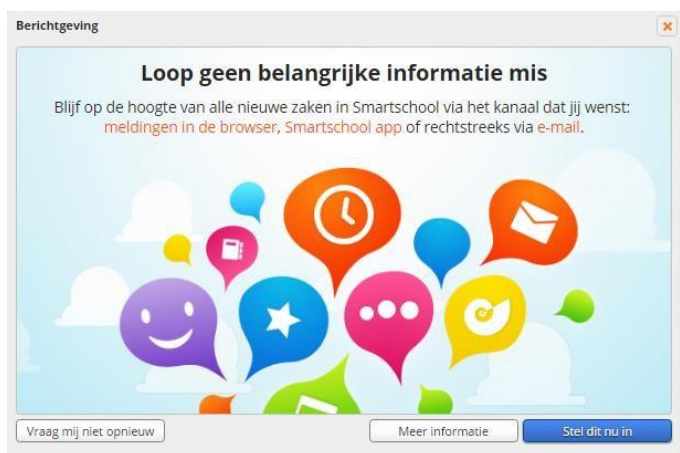 Berichtgeving
Loop geen belangrijke informatie mis
Blijf op de hoogte van alle nieuwe zaken in Smartschool via het kanaal dat jij wenst:
meldingen in de browser, Smartschool app of rechtstreeks via e-mail.
Vraag mij niet opnieuw
Meer informatie
Stel dit nu in